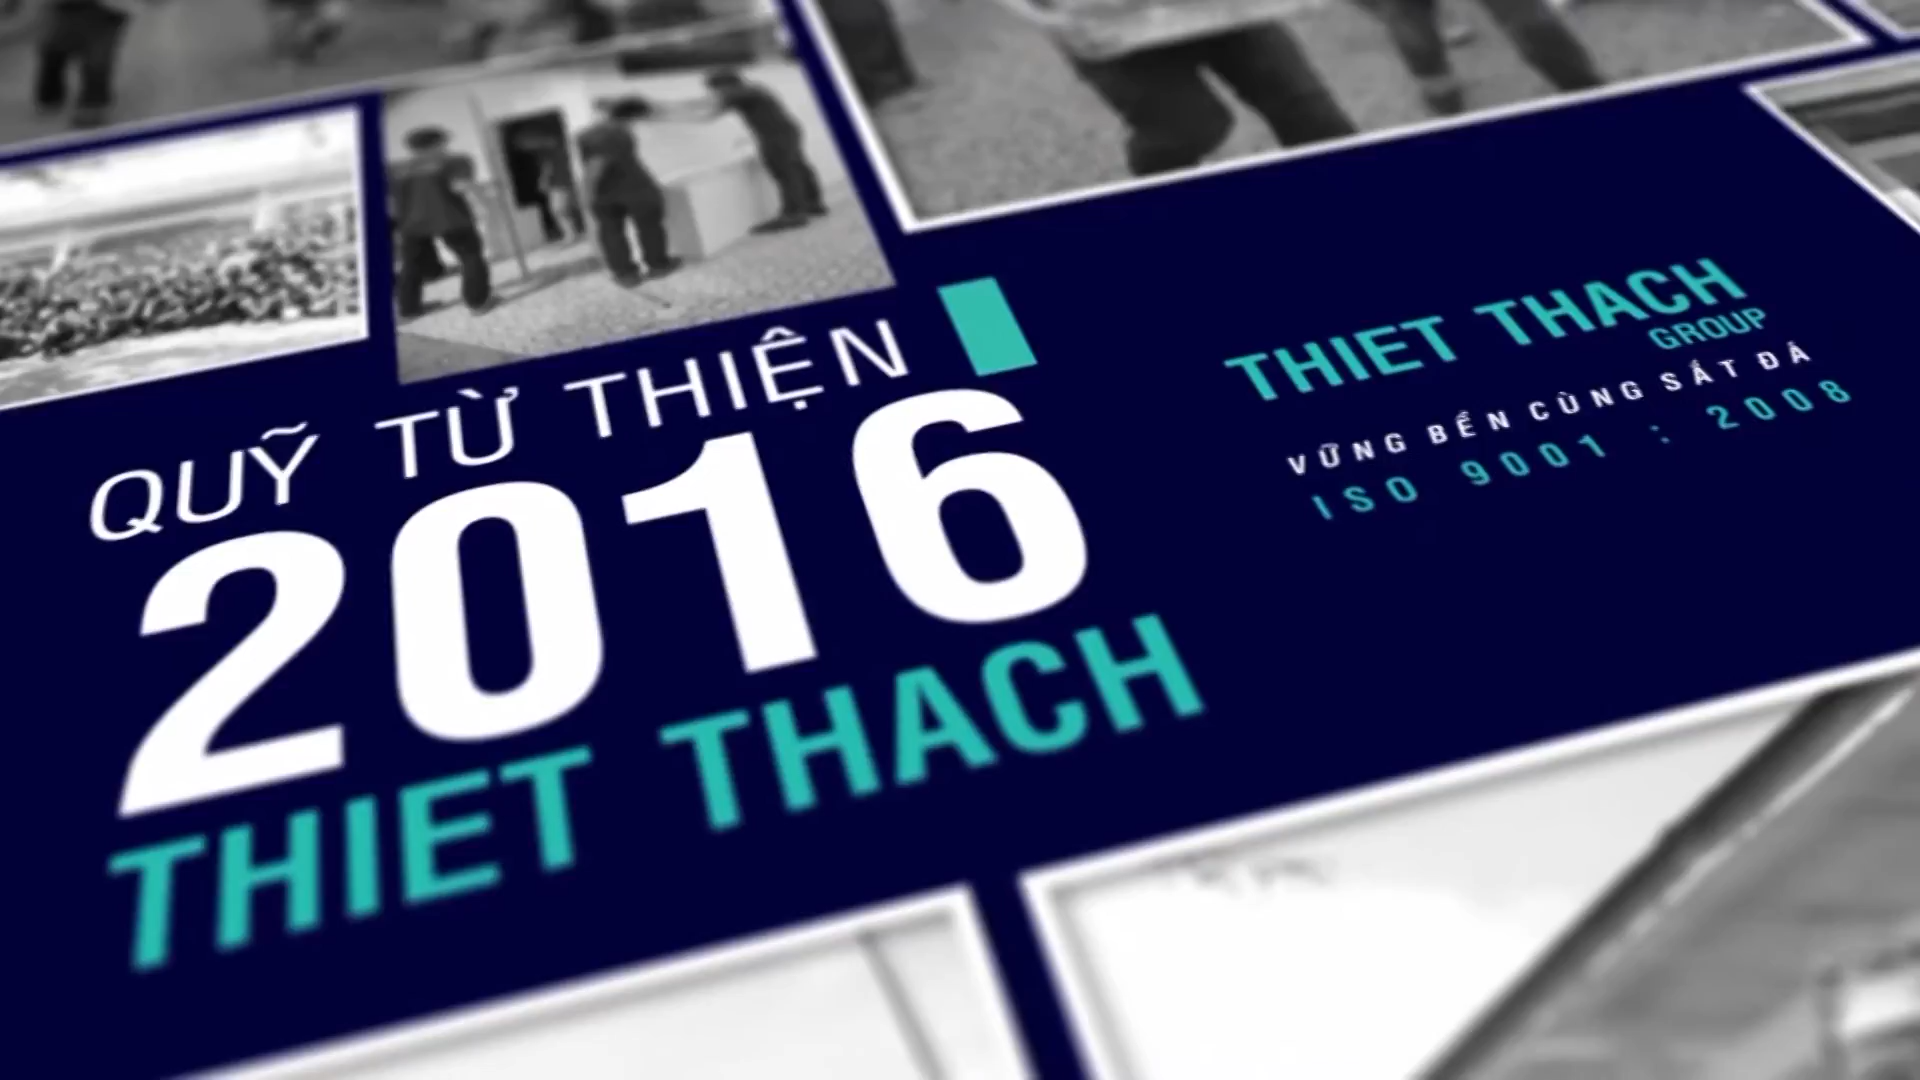 QUỸ TỪ THIỆN
2016
THIET THACH
THIET THACH
GROUP
VỮNG BỀN CÙNG SẮT ĐÁ
ISO 9001 : 2008